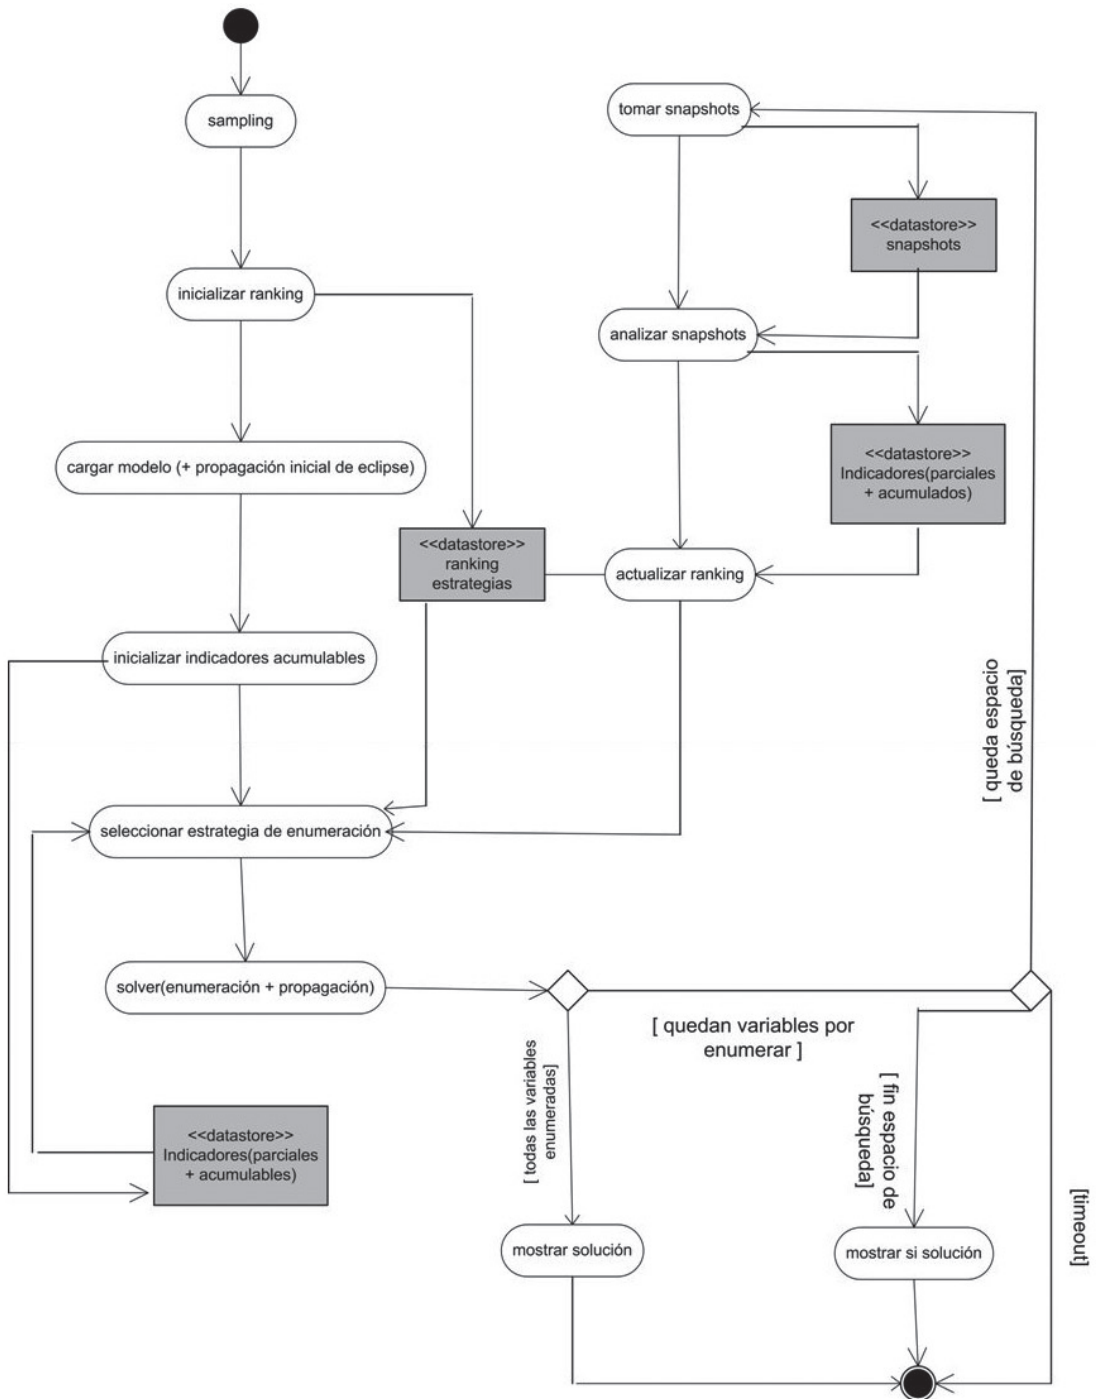 sampling
tomar snapshots
<<datastore>>
snapshots
inicializar ranking
analizar snapshots
cargar modelo (+ propagación inicial de eclipse)
<<datastore>>
Indicadores(parciales
+ acumulados)
<<datastore>>
ranking
estrategias
actualizar ranking
inicializar indicadores acumulables
[ queda espacio
de búsqueda]
seleccionar estrategia de enumeración
solver(enumeración + propagación)
[ quedan variables por
enumerar ]
[ todas las variables
enumeradas]
[ fin espacio de
búsqueda]
[timeout]
<<datastore>>
Indicadores(parciales
+ acumulables)
mostrar solución
mostrar si solución